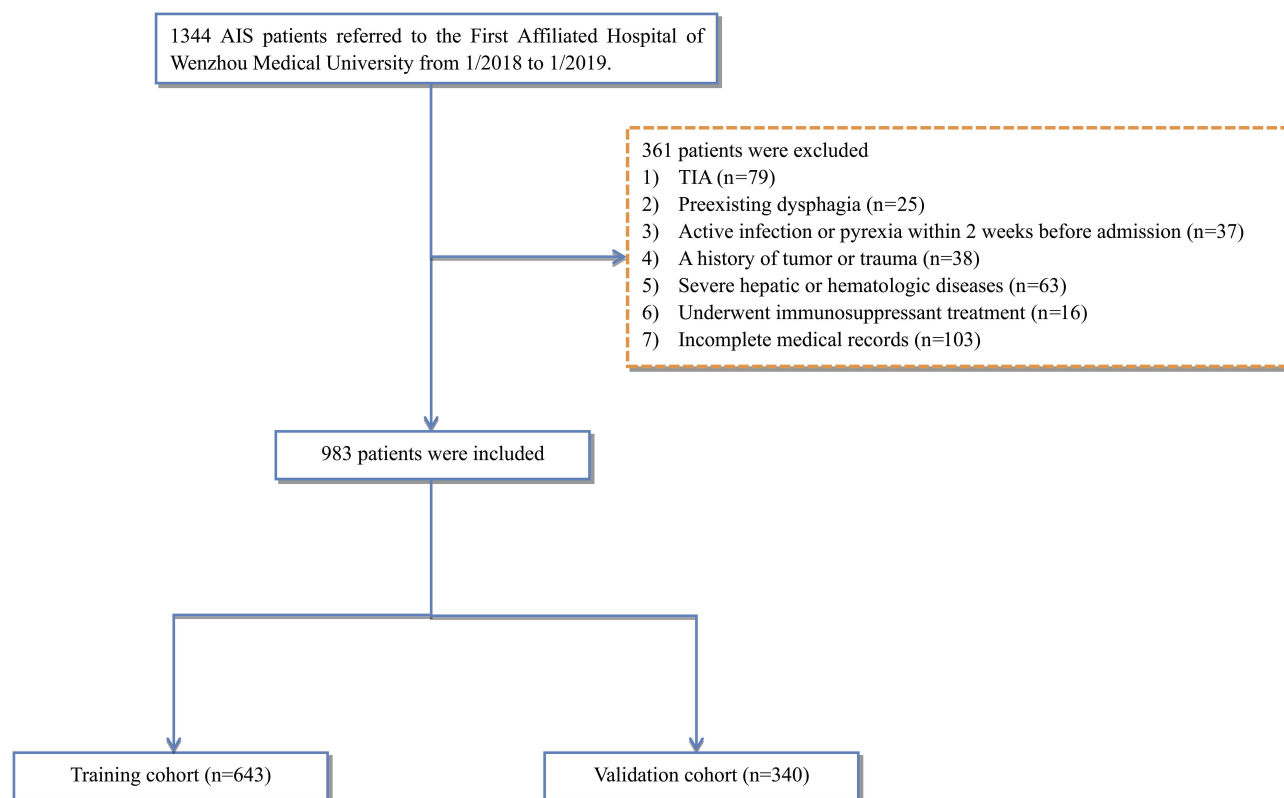 1344 AIS patients referred to the First Affiliated Hospital of
Wenzhou Medical University from 1/2018 to 1/2019.
361 patients were excluded
1) TIA (n=79)
2) Preexisting dysphagia (n=25)
3) Active infection or pyrexia within 2 weeks before admission (n=37)
4) A history of tumor or trauma (n=38)
5) Severe hepatic or hematologic diseases (n=63)
6) Underwent immunosuppressant treatment (n=16)
7) Incomplete medical records (n=103)
983 patients were included
Training cohort (n=643)
Validation cohort (n=340)